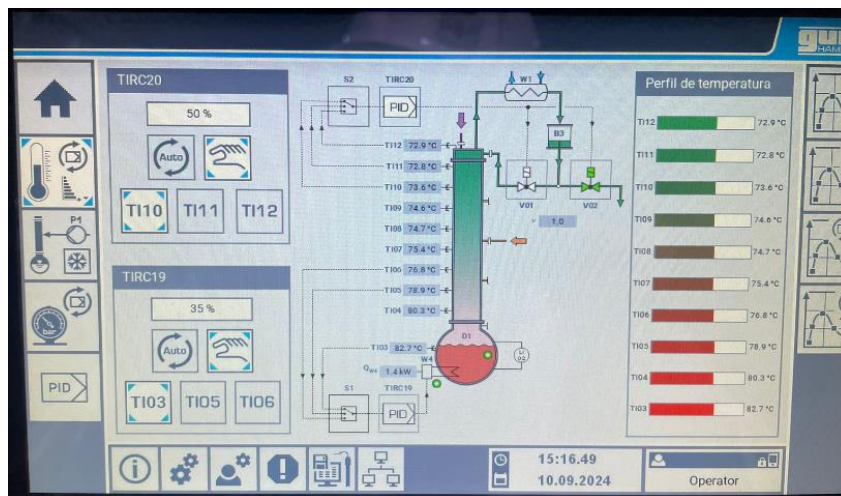 TIRC20
50 %
Auto
TI10 TI11 TI12
P1
TIRC19
35 %
bar
Auto
PID
TI03 TI05 TI06
S2
TIRC20
W1
PID
B3
TI12 72.9 °C
TI11 72.8 °C
TI10 73.6 °C
TI09 74.6 °C
TI08 74.7 °C
TI07 75.4 °C
TI06 76.8 °C
TI05 78.9 °C
TI04 80.3 °C
TI03 82.7 °C
V01
V02
1.0
D1
W4
1.4 kW
S1
TIRC19
PID
Perfil de temperatura
TI12 72.9 °C
TI11 72.8 °C
TI10 73.6 °C
TI09 74.6 °C
TI08 74.7 °C
TI07 75.4 °C
TI06 76.8 °C
TI05 78.9 °C
TI04 80.3 °C
TI03 82.7 °C
15:16.49
10.09.2024
Operator